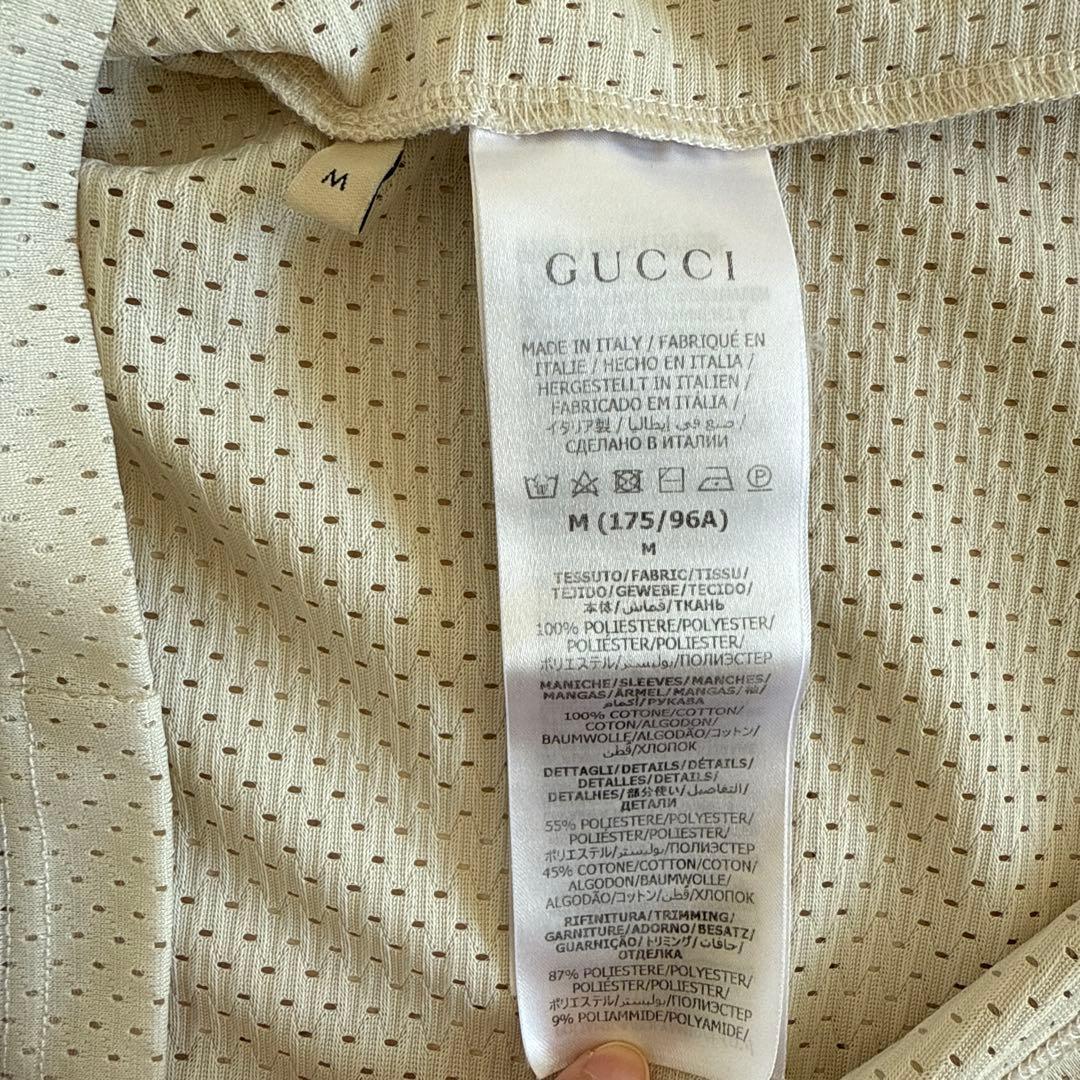 M
GUCCI
MADE IN ITALY / FABRIQUÉ EN
ITALIE / HECHO EN ITALIA /
HERGESTELLT IN ITALIEN /
FABRICADO EM ITÀLIA /
イタリア製 / صنع في إيطاليا /
СДЕЛАНО В ИТАЛИИ
P
M (175/96A)
M
TESSUTO/FABRIC/TISSU/
TEJIDO/GEWEBE/TECIDO/
本体/قماش/ТКАНЬ
100% POLIESTERE/POLYESTER/
POLIÉSTER/POLIESTER/
ポリエステル/بوليستر/ПОЛИЭСТЕР
MANICHE/SLEEVES/MANCHES/
MANGAS/ÄRMEL/MANGAS/袖/
أكمام/РУКАВА
100% COTONE/COTTON/
COTON/ALGODON/
BAUMWOLLE/ALGODÃO/コットン/
قطن/ХЛОПОК
DETTAGLI/DETAILS/DÉTAILS/
DETALLES/DETAILS/
DETALHES/部分使い/التفاصيل/
ДЕТАЛИ
55% POLIESTERE/POLYESTER/
POLIÉSTER/POLIESTER/
ポリエステル/بوليستر/ПОЛИЭСТЕР
45% COTONE/COTTON/COTON/
ALGODON/BAUMWOLLE/
ALGODÃO/コットン/قطن/ХЛОПОК
RIFINITURA/TRIMMING/
GARNITURE/ADORNO/BESATZ/
GUARNIÇÃO/トリミング/حافات/
ОТДЕЛКА
87% POLIESTERE/POLYESTER/
POLIÉSTER/POLIESTER/
ポリエステル/بوليستر/ПОЛИЭСТЕР
9% POLIAMMIDE/POLYAMIDE/